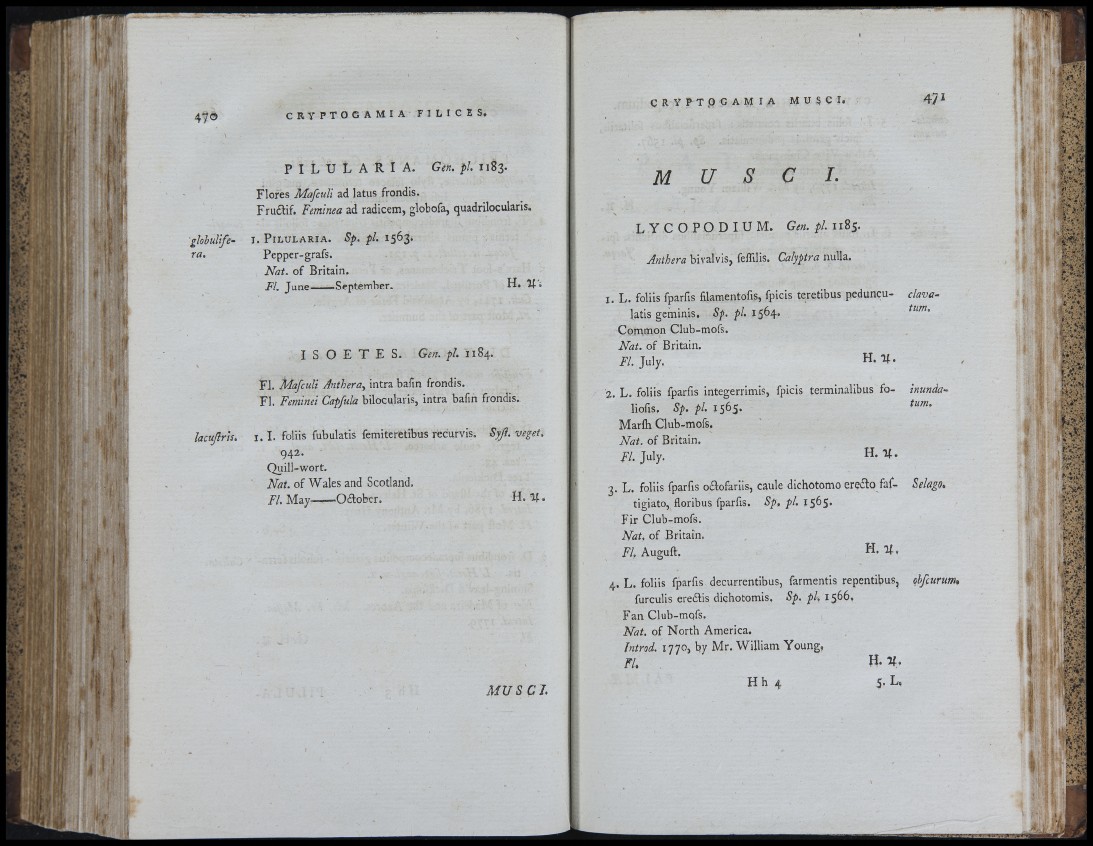 470 CRYPTOGAMIA FILICES.
PILULARIA. Gen. pl. 1183.
Flores Maſculi ad latus frondis.
Fructif. Feminea ad radicem, globoſa, quadrilocularis.
globulife- 1. PILULARIA. Sp. pl. 1563.
ra. Pepper-graſs.
Nat. of Britain.
Fl. June——September. H. ♃.
ISOETES. Gen. pl. 1184.
Fl. Maſculi Anthera, intra baſin frondis.
Fl. Feminei Capſula bilocularis, intra baſin frondis.
lacuſtris. 1. I. foliis ſubulatis ſemiteretibus recurvis. Syſt. veget.
942.
Quill-wort.
Nat. of Wales and Scotland.
Fl. May——October. H. ♃.
MUSCI.
CRYPTOGAMIA MUSCI. 471
MUSCI.
LYCOPODIUM. Gen. pl. 1185.
Anthera bivalvis, ſeſſilis. Calyptra nulla.
1. L. foliis ſparſis filamentoſis, ſpicis teretibus peduncu- clava-
latis geminis. Sp. pl. 1564. tum.
Common Club-moſs.
Nat. of Britain.
Fl. July. H. ♃.
2. L. foliis ſparſis integerrimis, ſpicis terminalibus fo- inunda-
lioſis. Sp. pl. 1565. tum.
Marſh Club-moſs.
Nat. of Britain.
Fl. July. H. ♃.
3. L. foliis ſparſis octofariis, caule dichotomo erecto faſ- Selago.
tigiato, floribus ſparſis. Sp. pl. 1565.
Fir Club-moſs.
Nat. of Britain.
Fl. Auguſt. H. ♃.
4. L. foliis ſparſis decurrentibus, ſarmentis repentibus, obſcurum.
ſurculis erectis dichotomis. Sp. pl. 1566.
Fan Club-moſs.
Nat. of North America.
Introd. 1770, by Mr. William Young.
Fl. H. ♃.
Hh 4 5. L.